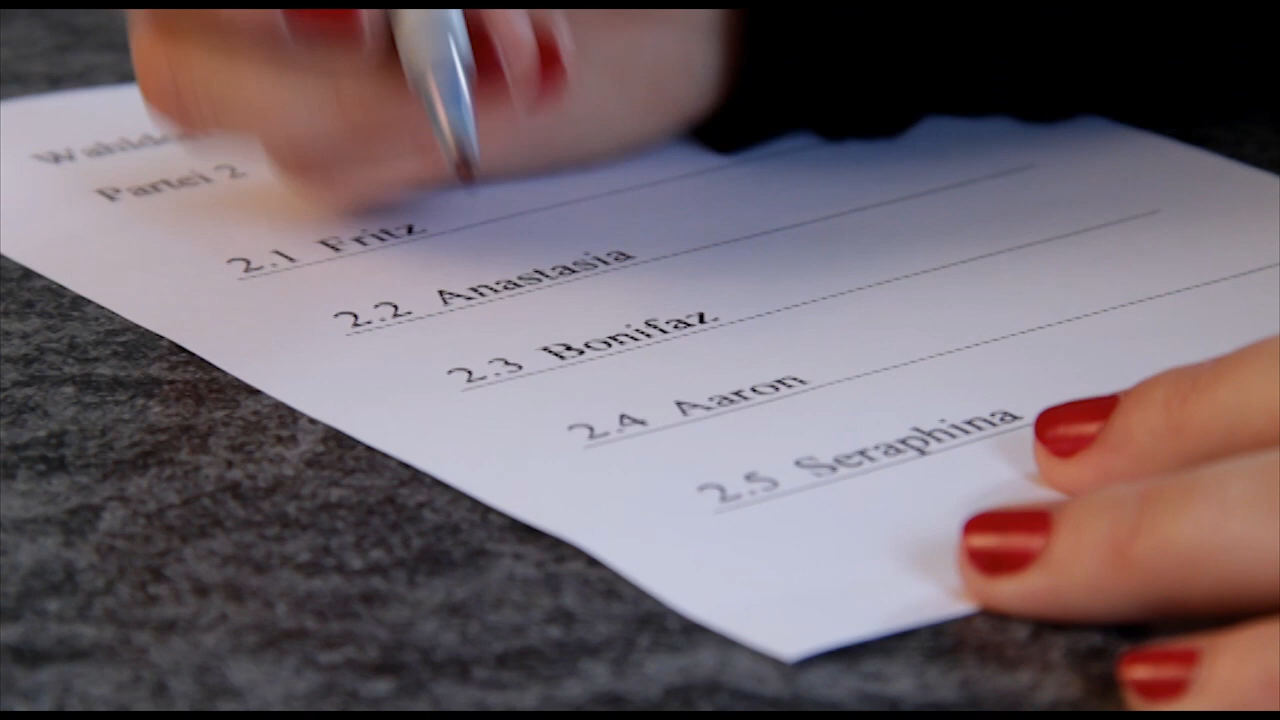 Partei 2
2.1 Fritz
2.2 Anastasia
2.3 Bonifaz
2.4 Aaron
2.5 Seraphina